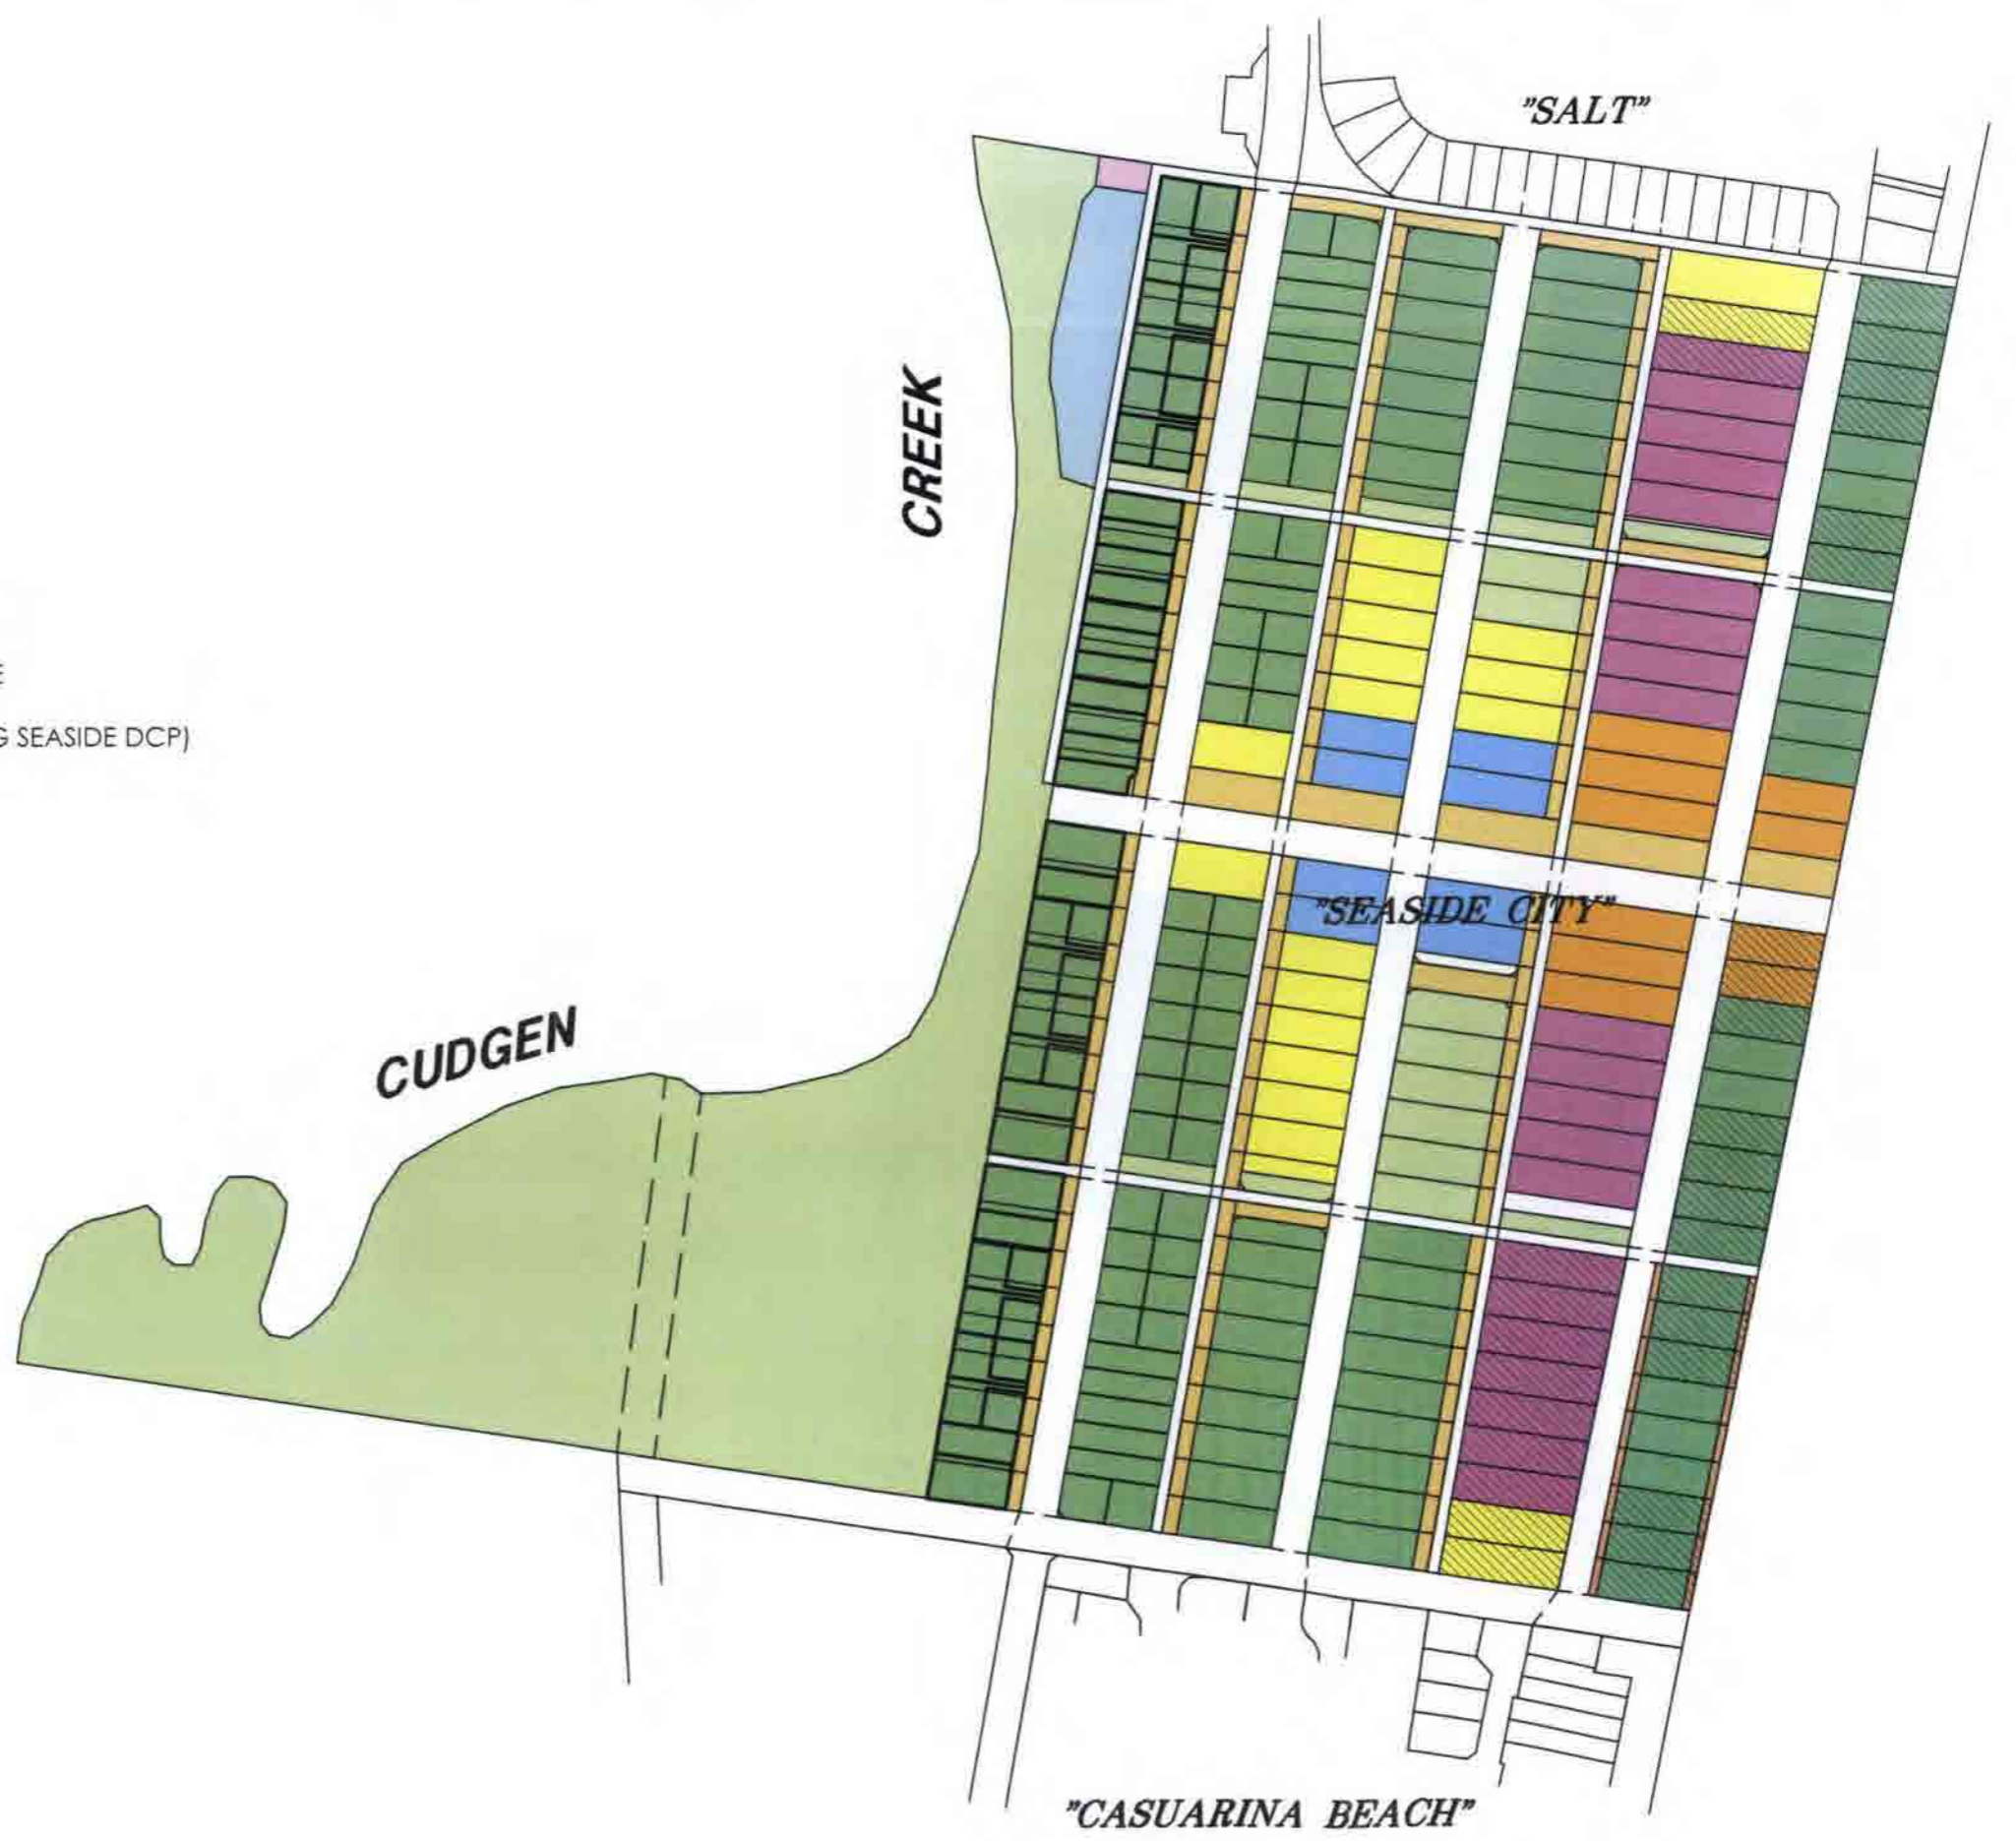 "SALT"
CREEK
E
G SEASIDE DCP)
"SEASIDE CITY"
CUDGEN
"CASUARINA BEACH"